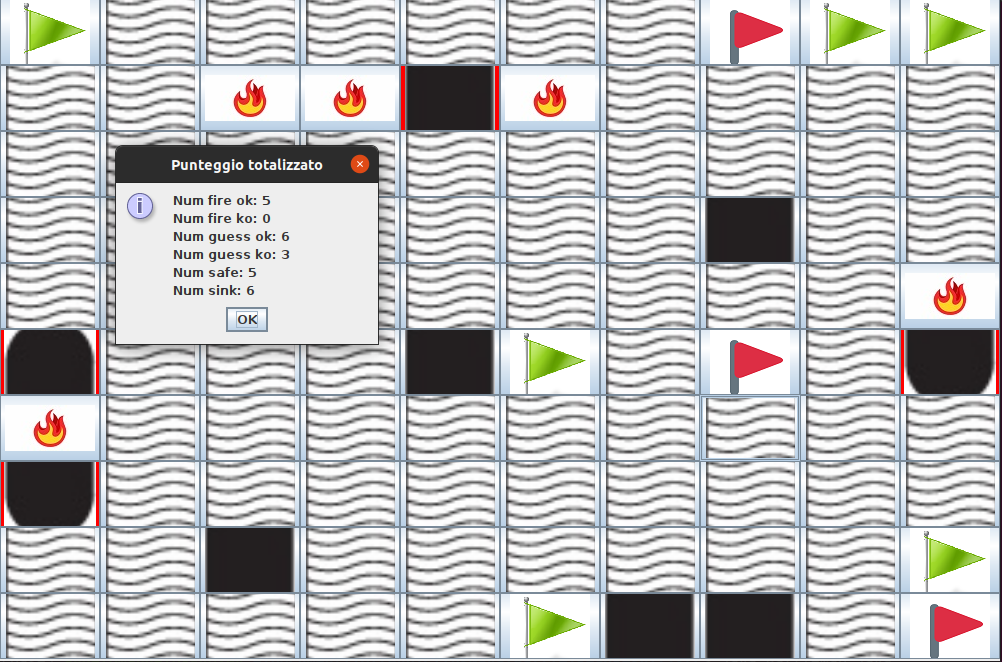 Punteggio totalizzato
Num fire ok: 5
Num fire ko: 0
Num guess ok: 6
Num guess ko: 3
Num safe: 5
Num sink: 6
OK